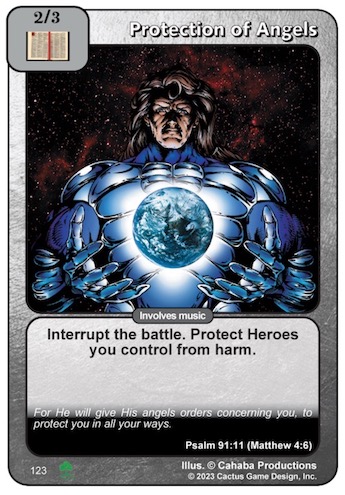 2/3
Protection of Angels
Involves music
Interrupt the battle. Protect Heroes
you control from harm.
For He will give His angels orders concerning you, to
protect you in all your ways.
Psalm 91:11 (Matthew 4:6)
123
Illus. © Cahaba Productions
© 2023 Cactus Game Design, Inc.